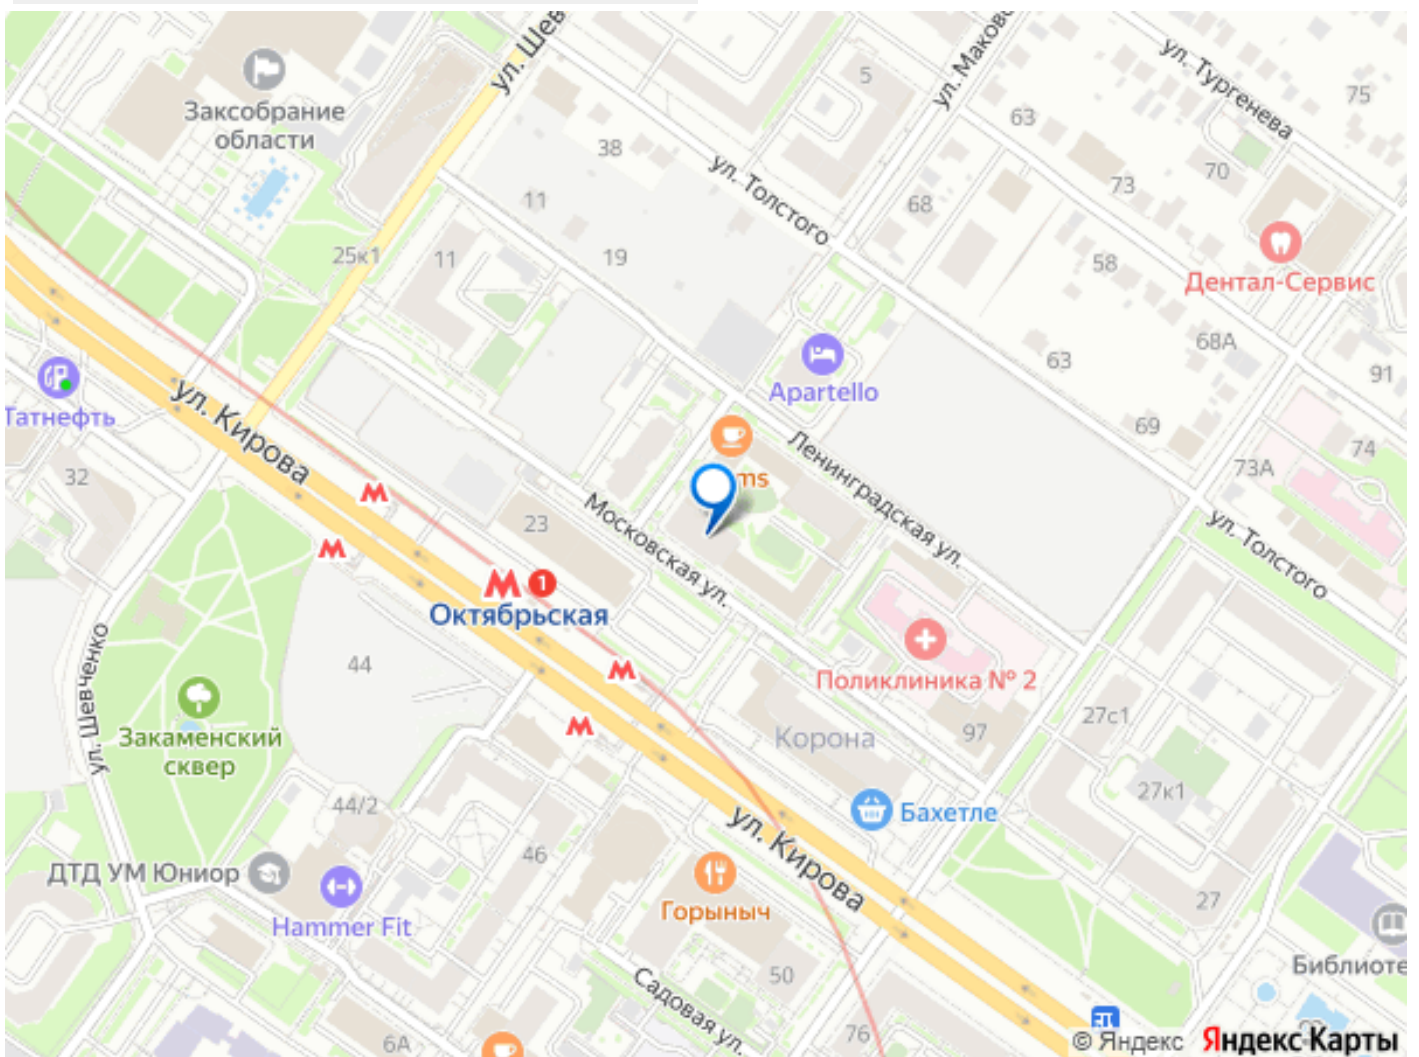 ул. Шев
5
ул. Маково
ул. Тургенева
75
Заксобрание
области
63
38
ул. Толстого
73
70
11
68
25к1
11
19
58
Дентал-Сервис
68А
63
91
Apartello
Татнефть
ул. Кирова
69
74
73А
32
ms
Ленинградская ул.
23
Московская ул.
ул. Толстого
1
Октябрьская
44
ул. Шевченко
Поликлиника № 2
27с1
Закаменский
сквер
Корона
97
44/2
27к1
Бахетле
ул. Кирова
46
ДТД УМ Юниор
27
Горыныч
Hammer Fit
50
Библиоте
Садовая ул.
76
6А
© Яндекс Яндекс Карты